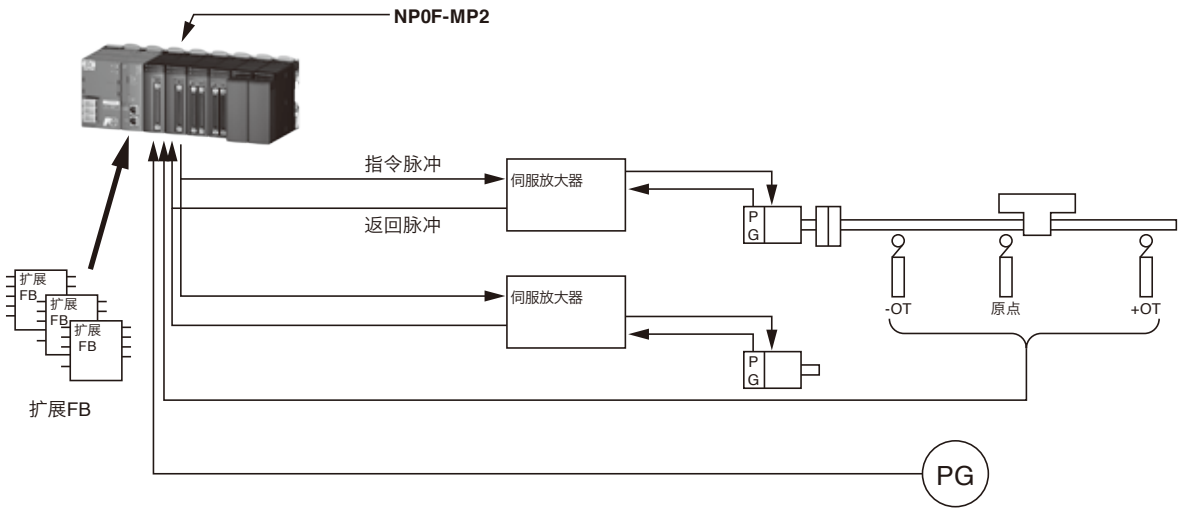 NP0F-MP2
指令脉冲
伺服放大器
返回脉冲
P
G
扩展
FB
扩展
FB
扩展
FB
扩展FB
伺服放大器
P
G
-OT
原点
+OT
PG